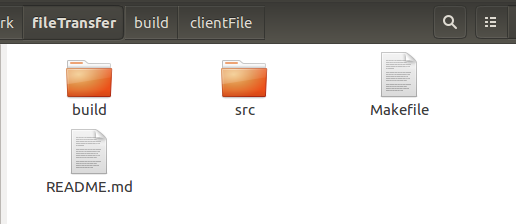 rk fileTransfer build clientFile
build src Makefile
README.md